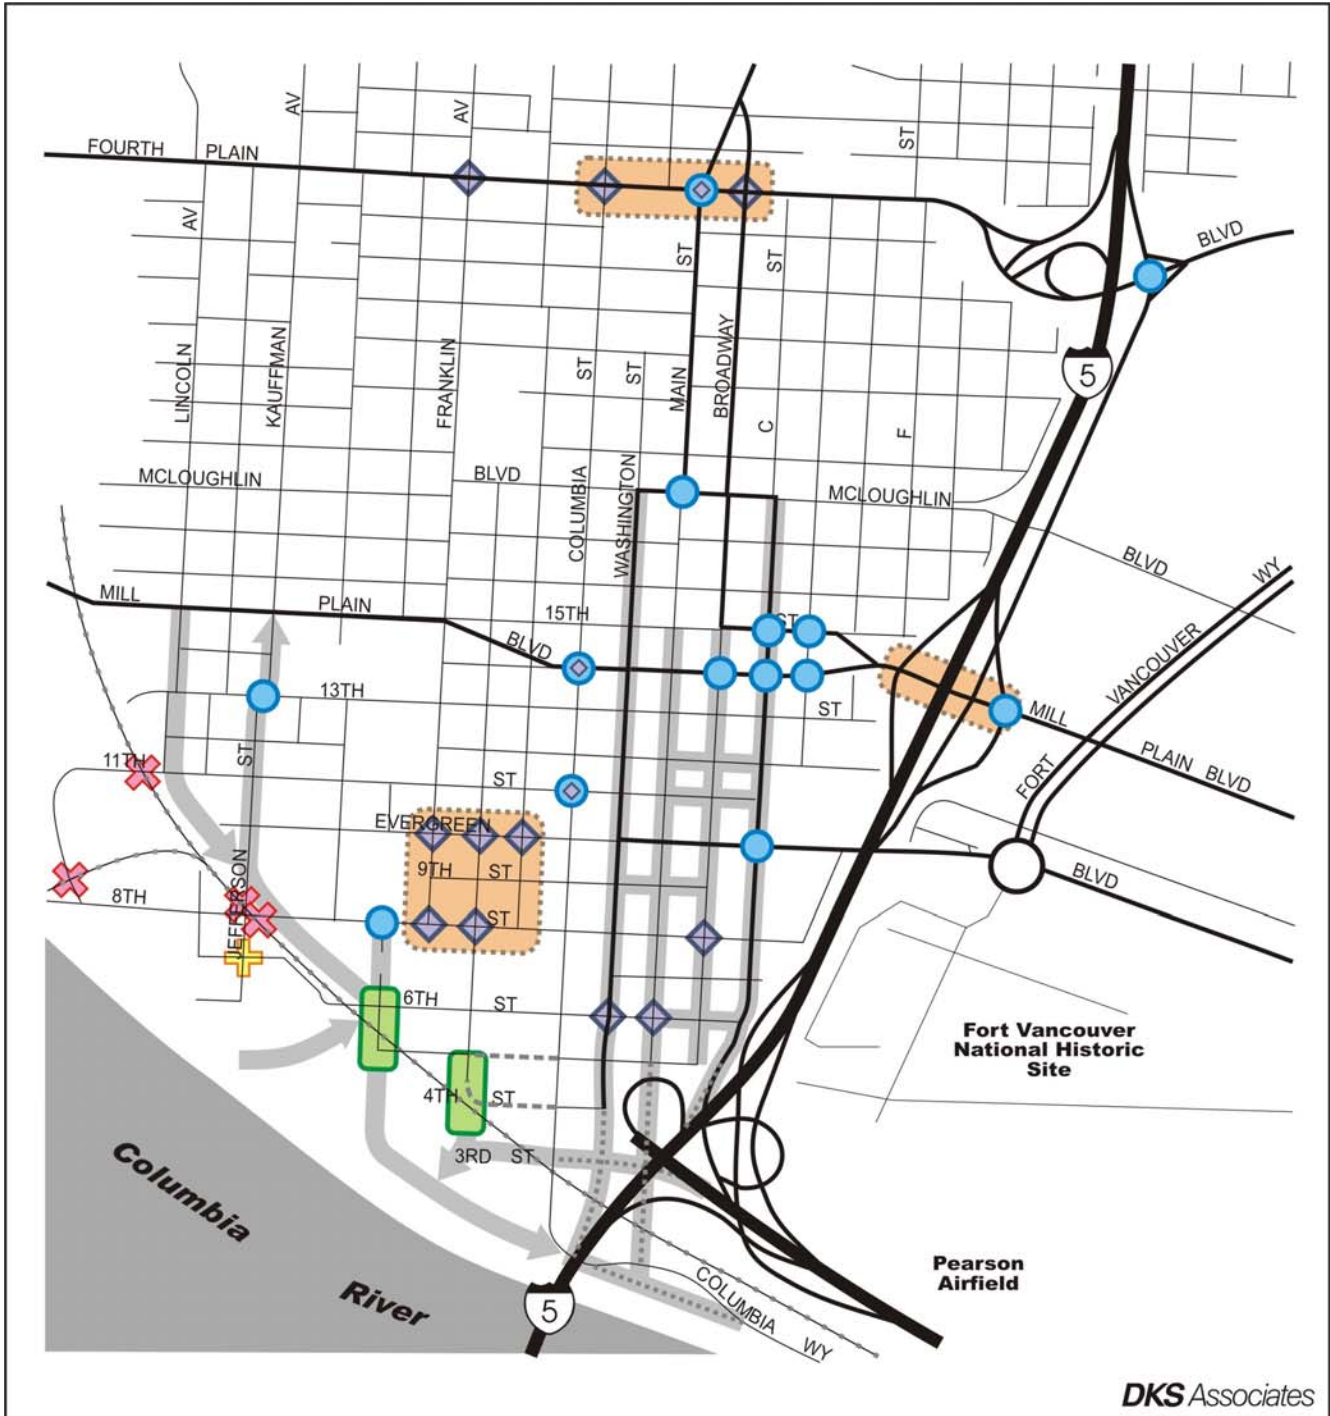 AV
AV
ST
FOURTH PLAIN
AV
BLVD
ST
ST
BROADWAY
5
LINCOLN
KAUFFMAN
FRANKLIN
ST
ST
MAIN
C
F
MCLOUGHLIN
BLVD
COLUMBIA
WASHINGTON
MCLOUGHLIN
BLVD
WY
MILL
PLAIN
15TH
ST
BLVD
VANCOUVER
13TH
ST
MILL
PLAIN
BLVD
11TH
ST
ST
FORT
EVERGREEN
9TH ST
BLVD
8TH
JEFFERSON
ST
6TH ST
Fort Vancouver
National Historic
Site
4TH ST
3RD ST
Columbia
River
COLUMBIA
WY
Pearson
Airfield
5
DKS Associates